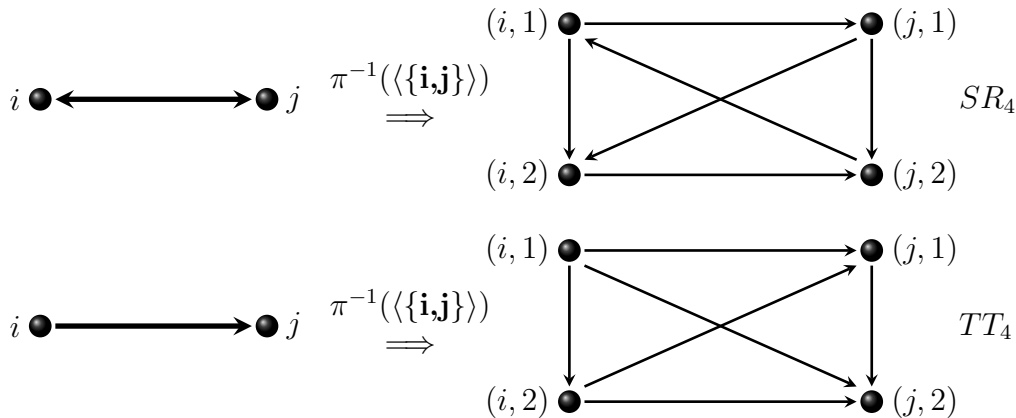 (i, 1) (j, 1)
i j π⁻¹(⟨{i,j}⟩) SR₄
⟹
(i, 2) (j, 2)
(i, 1) (j, 1)
i j π⁻¹(⟨{i,j}⟩) TT₄
⟹
(i, 2) (j, 2)